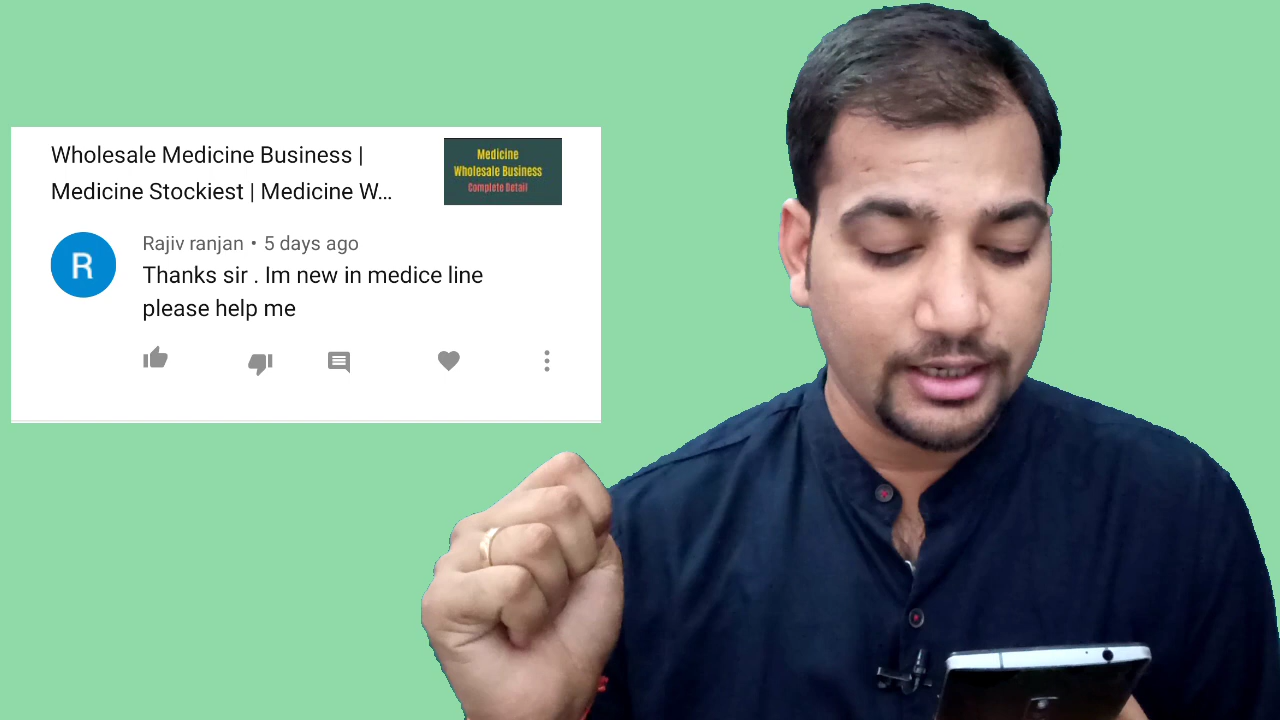 Wholesale Medicine Business |
Medicine Stockiest | Medicine W...
Medicine
Wholesale Business
Complete Detail
R
Rajiv ranjan • 5 days ago
Thanks sir . Im new in medice line
please help me